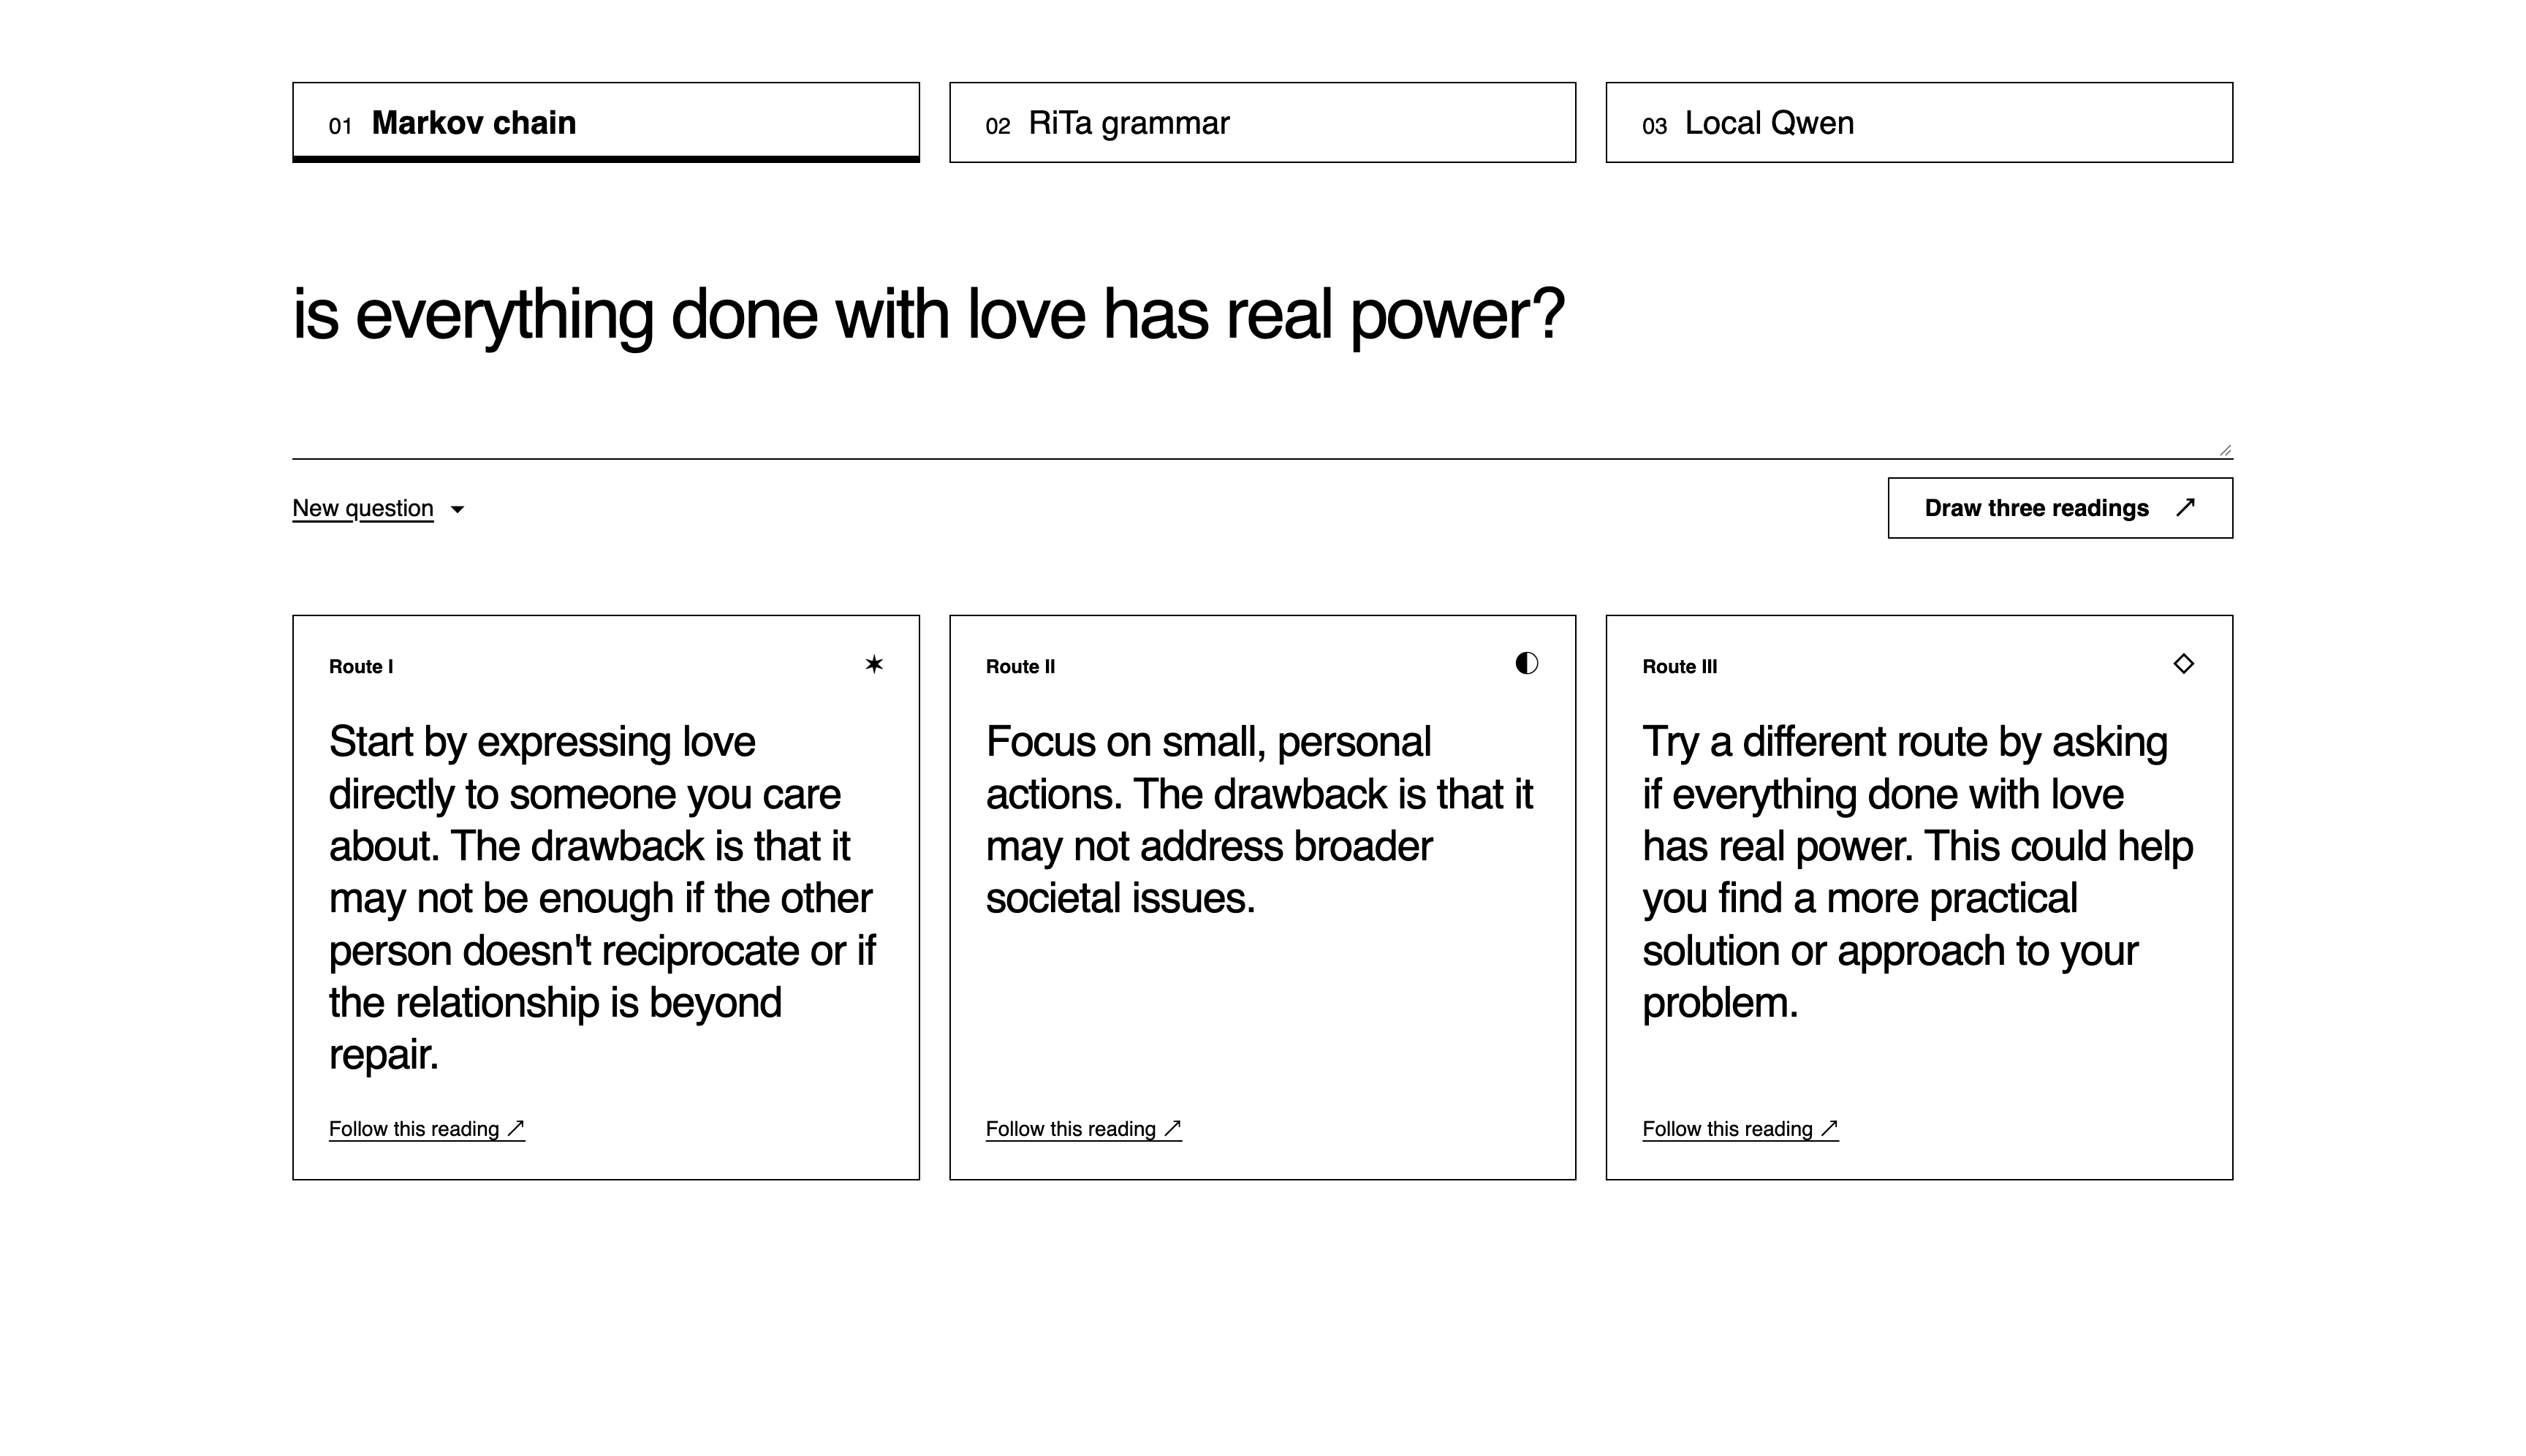 01 Markov chain
02 RiTa grammar
03 Local Qwen
is everything done with love has real power?
New question
Draw three readings ↗
Route I
Start by expressing love
directly to someone you care
about. The drawback is that it
may not be enough if the other
person doesn't reciprocate or if
the relationship is beyond
repair.
Follow this reading ↗
Route II
Focus on small, personal
actions. The drawback is that it
may not address broader
societal issues.
Follow this reading ↗
Route III
Try a different route by asking
if everything done with love
has real power. This could help
you find a more practical
solution or approach to your
problem.
Follow this reading ↗